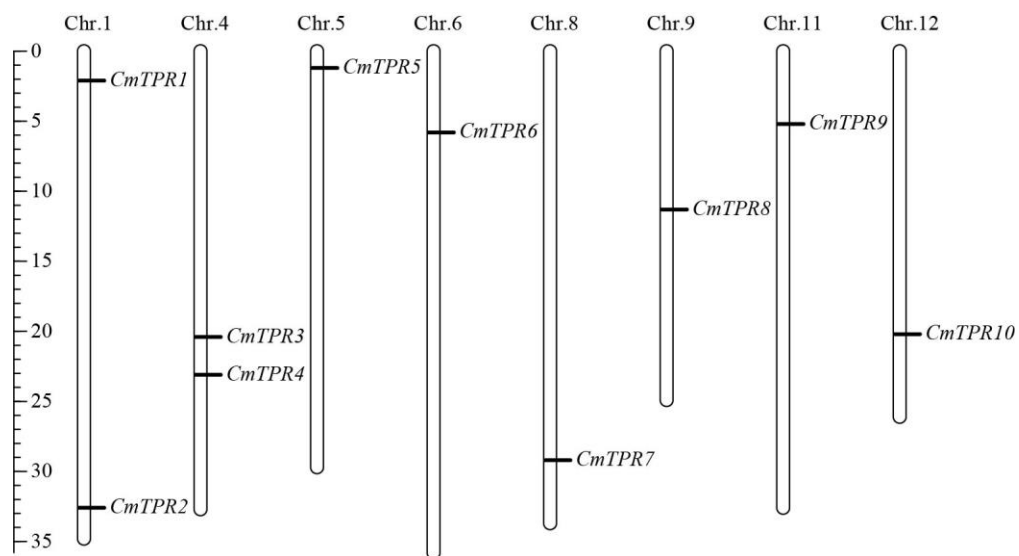 Chr.1 Chr.4 Chr.5 Chr.6 Chr.8 Chr.9 Chr.11 Chr.12
0
CmTPR5
CmTPR1
5
CmTPR9
CmTPR6
10
CmTPR8
15
20
CmTPR10
CmTPR3
CmTPR4
25
CmTPR7
30
CmTPR2
35